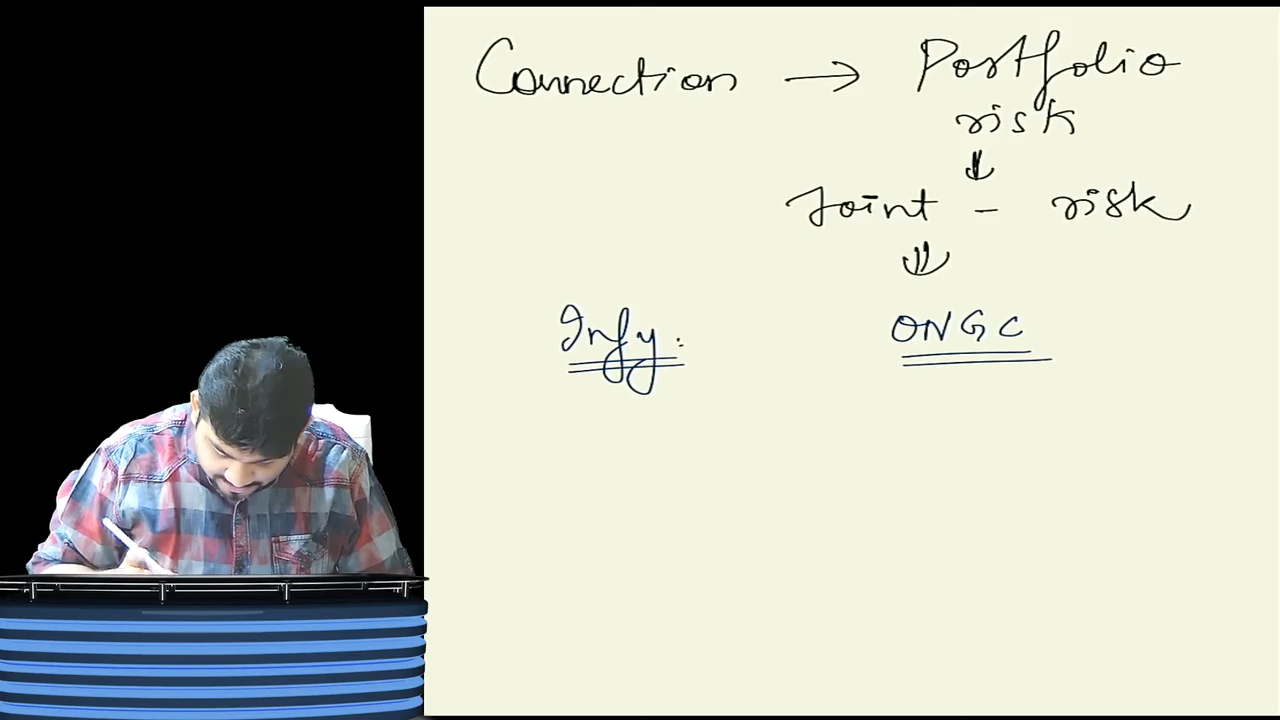 Connection → Portfolio
risk
↓
Joint - risk
⇓
Infy:
ONGC